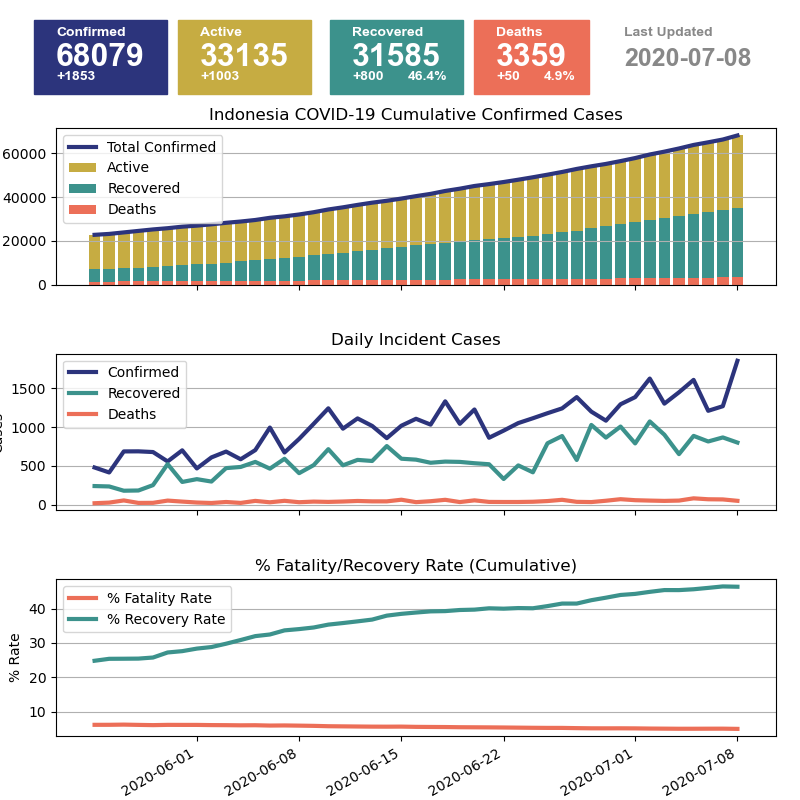 Confirmed
68079
+1853
Active
33135
+1003
Recovered
31585
+800 46.4%
Deaths
3359
+50 4.9%
Last Updated
2020-07-08
Indonesia COVID-19 Cumulative Confirmed Cases
Total Confirmed
Active
Recovered
Deaths
60000
40000
20000
0
Daily Incident Cases
Confirmed
Recovered
Deaths
1500
1000
500
0
% Fatality/Recovery Rate (Cumulative)
% Fatality Rate
% Recovery Rate
% Rate
40
30
20
10
2020-06-01
2020-06-08
2020-06-15
2020-06-22
2020-07-01
2020-07-08